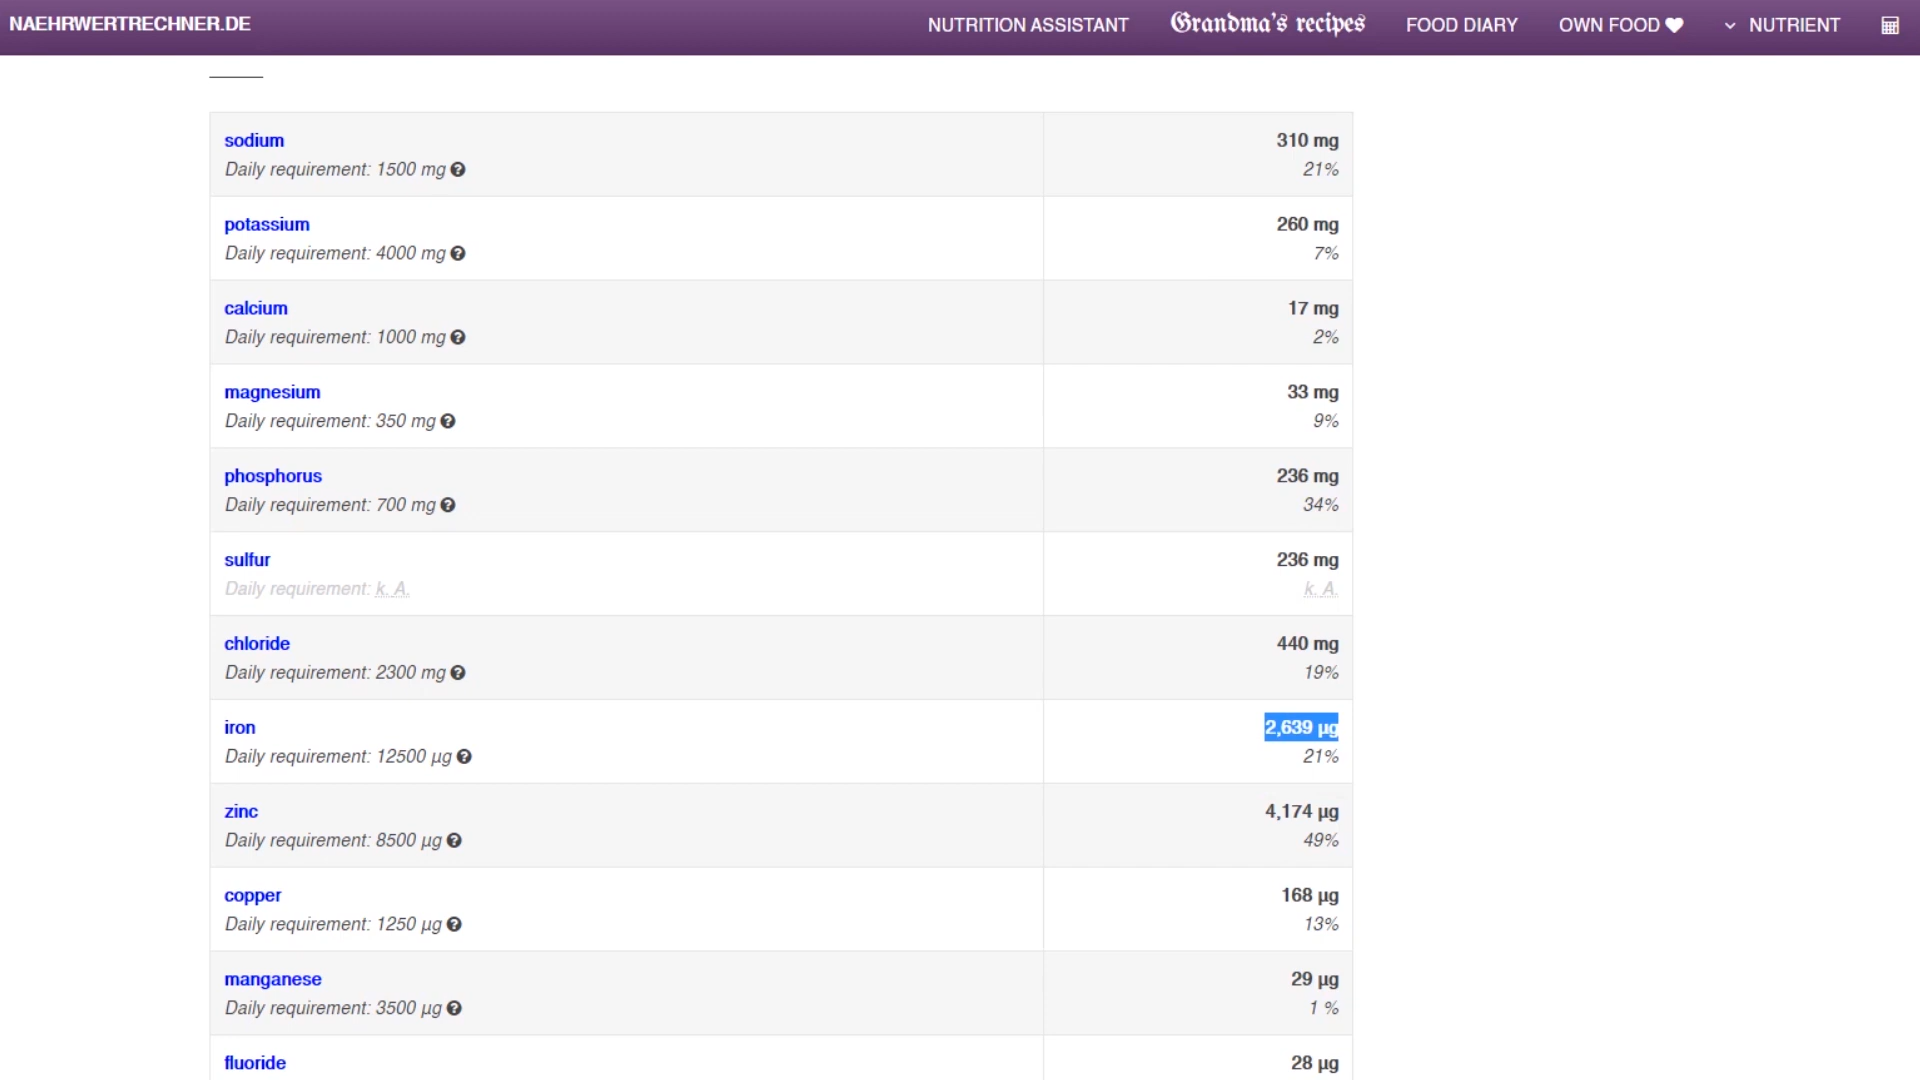 NAEHRWERTRECHNER.DE
NUTRITION ASSISTANT Grandma's recipes FOOD DIARY OWN FOOD NUTRIENT
sodium 310 mg
Daily requirement: 1500 mg 21%
potassium 260 mg
Daily requirement: 4000 mg 7%
calcium 17 mg
Daily requirement: 1000 mg 2%
magnesium 33 mg
Daily requirement: 350 mg 9%
phosphorus 236 mg
Daily requirement: 700 mg 34%
sulfur 236 mg
Daily requirement: k. A. k. A.
chloride 440 mg
Daily requirement: 2300 mg 19%
iron 2,639 µg
Daily requirement: 12500 µg 21%
zinc 4,174 µg
Daily requirement: 8500 µg 49%
copper 168 µg
Daily requirement: 1250 µg 13%
manganese 29 µg
Daily requirement: 3500 µg 1 %
fluoride 28 µg